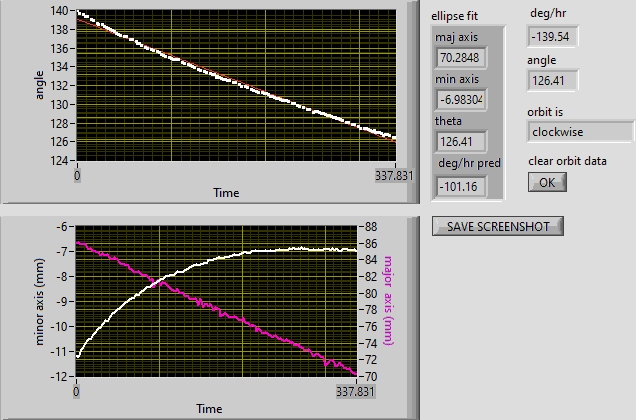 140
138
136
134
132
130
128
126
124
angle
0
337.831
Time
ellipse fit
maj axis
70.2848
min axis
-6.98304
theta
126.41
deg/hr pred
-101.16
deg/hr
-139.54
angle
126.41
orbit is
clockwise
clear orbit data
OK
SAVE SCREENSHOT
-6
-7
-8
-9
-10
-11
-12
minor axis (mm)
88
86
84
82
80
78
76
74
72
70
major axis (mm)
0
337.831
Time